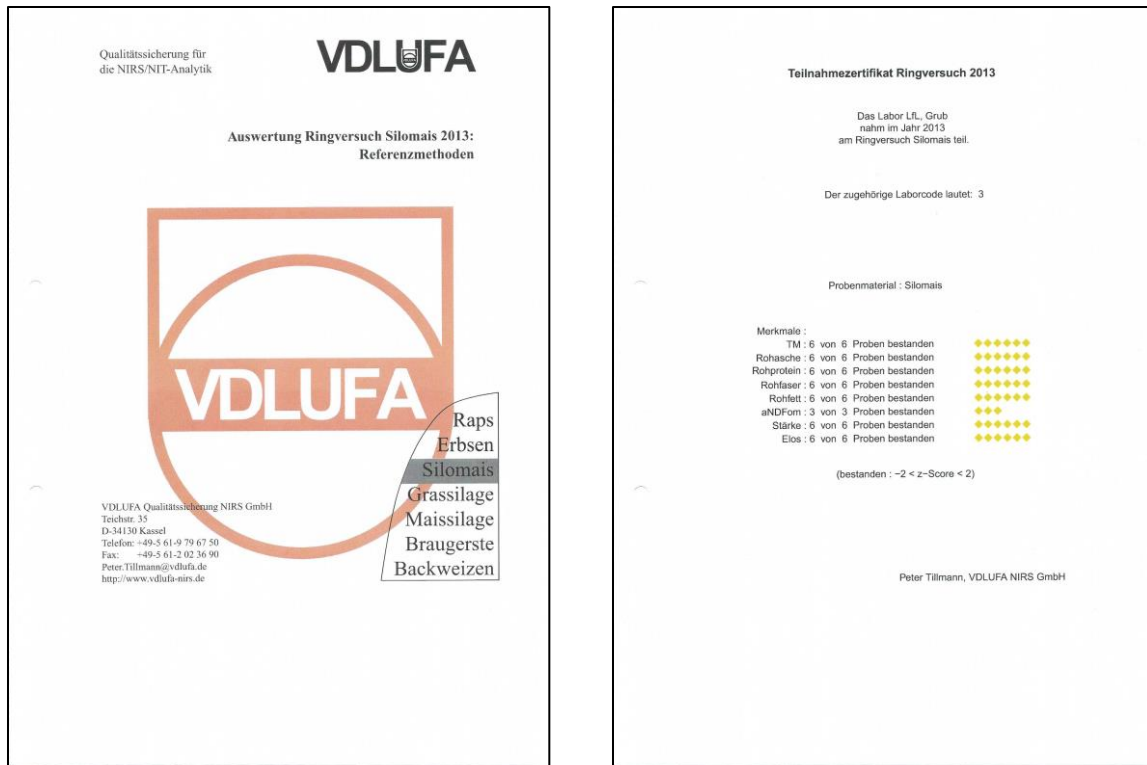 Qualitätssicherung für
die NIRS/NIT-Analytik
VDLUFA
Auswertung Ringversuch Silomais 2013:
Referenzmethoden
VDLUFA
Raps
Erbsen
Silomais
Grassilage
Maissilage
Braugerste
Backweizen
VDLUFA Qualitätssicherung NIRS GmbH
Teichstr. 35
D-34130 Kassel
Telefon: +49-5 61-9 79 67 50
Fax: +49-5 61-2 02 36 90
Peter.Tillmann@vdlufa.de
http://www.vdlufa-nirs.de
Teilnahmezertifikat Ringversuch 2013
Das Labor LfL, Grub
nahm im Jahr 2013
am Ringversuch Silomais teil.
Der zugehörige Laborcode lautet: 3
Probenmaterial : Silomais
Merkmale :
TM : 6 von 6 Proben bestanden
Rohasche : 6 von 6 Proben bestanden
Rohprotein : 6 von 6 Proben bestanden
Rohfaser : 6 von 6 Proben bestanden
Rohfett : 6 von 6 Proben bestanden
aNDFom : 3 von 3 Proben bestanden
Stärke : 6 von 6 Proben bestanden
Elos : 6 von 6 Proben bestanden
(bestanden : −2 < z−Score < 2)
Peter Tillmann, VDLUFA NIRS GmbH